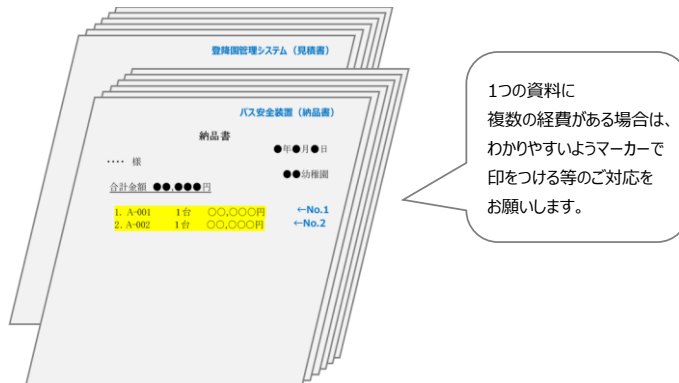 登降園管理システム（見積書）
バス安全装置（納品書）
納品書
●年●月●日
‥‥ 様
●●幼稚園
合計金額 ●●,●●●円
1. A-001 1台 〇〇,〇〇〇円 ←No.1
2. A-002 1台 〇〇,〇〇〇円 ←No.2
1つの資料に
複数の経費がある場合は、
わかりやすいようマーカーで
印をつける等のご対応を
お願いします。